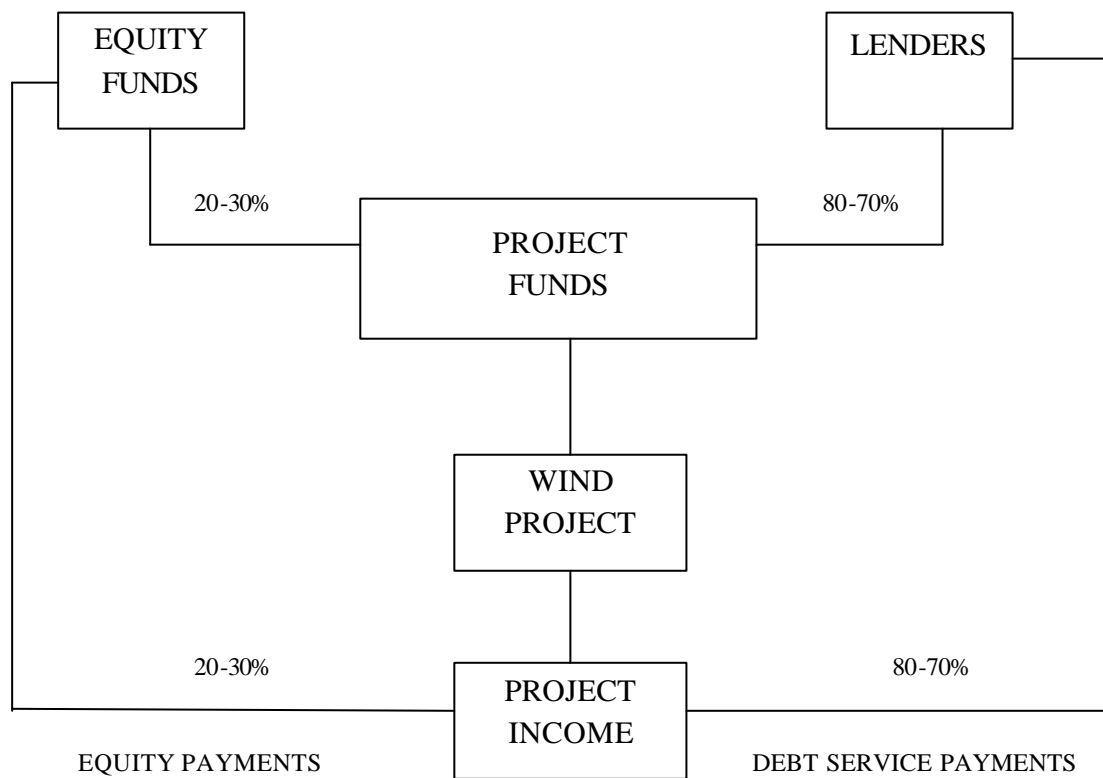 EQUITY
FUNDS
LENDERS
20-30%
80-70%
PROJECT
FUNDS
WIND
PROJECT
20-30%
80-70%
PROJECT
INCOME
EQUITY PAYMENTS
DEBT SERVICE PAYMENTS